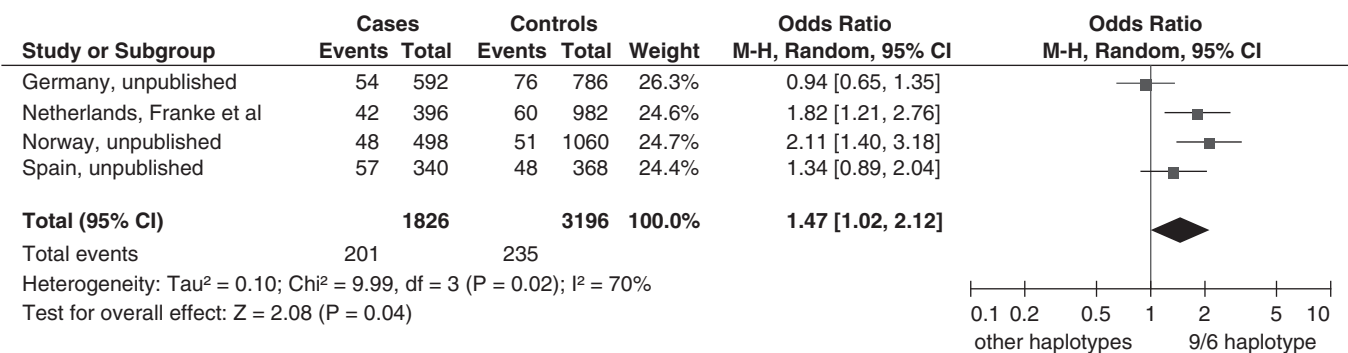 Cases Controls Odds Ratio Odds Ratio
Study or Subgroup Events Total Events Total Weight M-H, Random, 95% CI M-H, Random, 95% CI
Germany, unpublished 54 592 76 786 26.3% 0.94 [0.65, 1.35]
Netherlands, Franke et al 42 396 60 982 24.6% 1.82 [1.21, 2.76]
Norway, unpublished 48 498 51 1060 24.7% 2.11 [1.40, 3.18]
Spain, unpublished 57 340 48 368 24.4% 1.34 [0.89, 2.04]
Total (95% CI) 1826 3196 100.0% 1.47 [1.02, 2.12]
Total events 201 235
Heterogeneity: Tau² = 0.10; Chi² = 9.99, df = 3 (P = 0.02); I² = 70%
Test for overall effect: Z = 2.08 (P = 0.04)
0.1 0.2 0.5 1 2 5 10
other haplotypes 9/6 haplotype